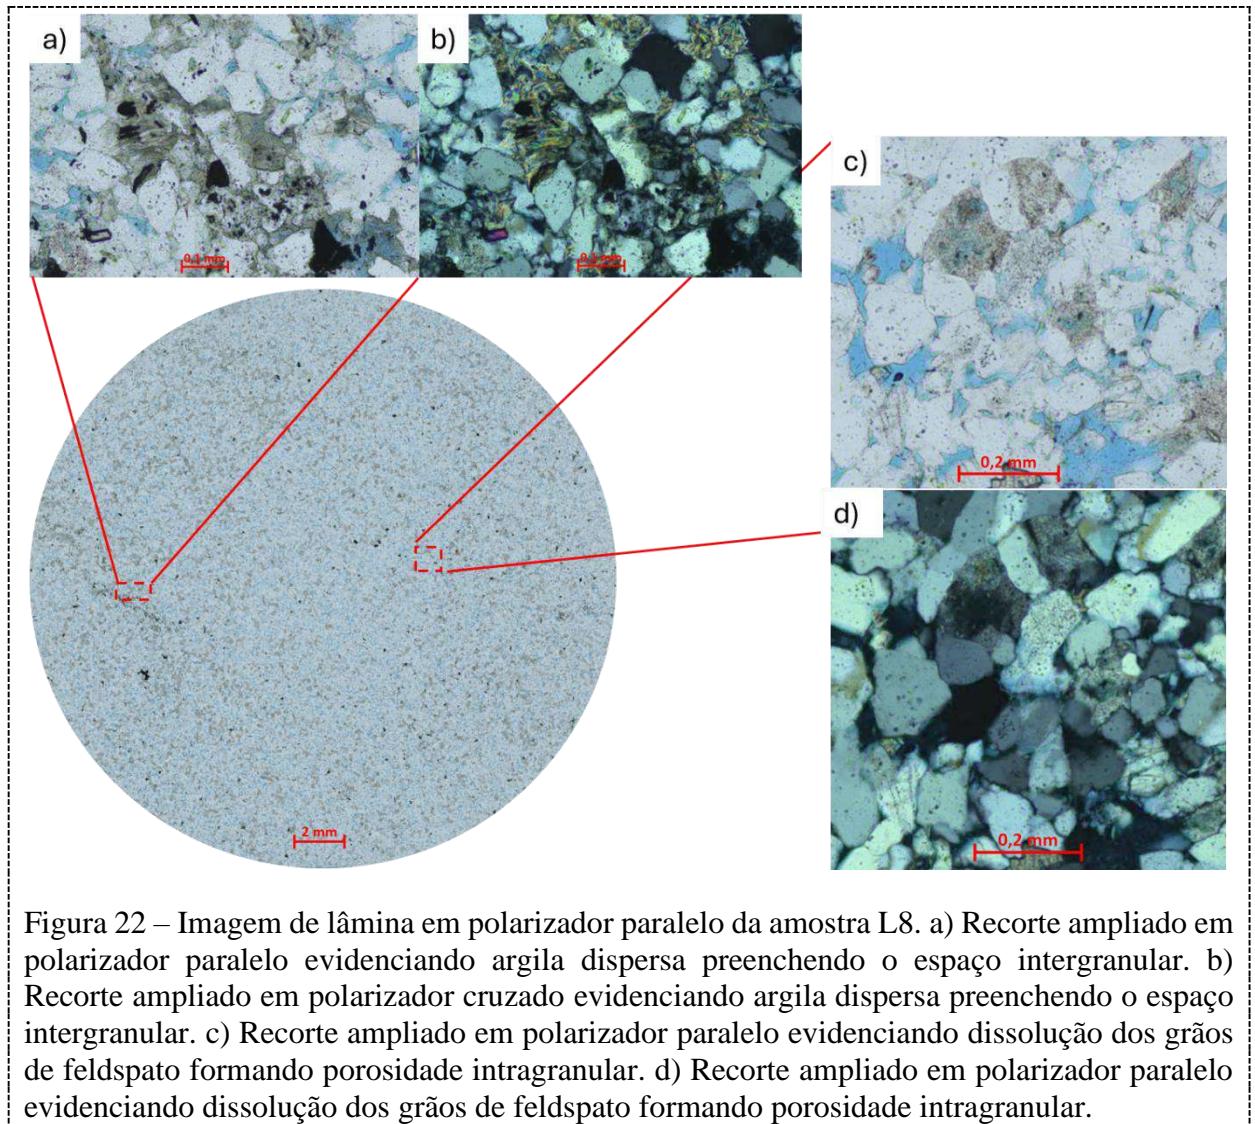 a)
b)
0,1 mm
0,1 mm
c)
0,2 mm
d)
0,2 mm
2 mm
Figura 22 – Imagem de lâmina em polarizador paralelo da amostra L8. a) Recorte ampliado em
polarizador paralelo evidenciando argila dispersa preenchendo o espaço intergranular. b)
Recorte ampliado em polarizador cruzado evidenciando argila dispersa preenchendo o espaço
intergranular. c) Recorte ampliado em polarizador paralelo evidenciando dissolução dos grãos
de feldspato formando porosidade intragranular. d) Recorte ampliado em polarizador paralelo
evidenciando dissolução dos grãos de feldspato formando porosidade intragranular.